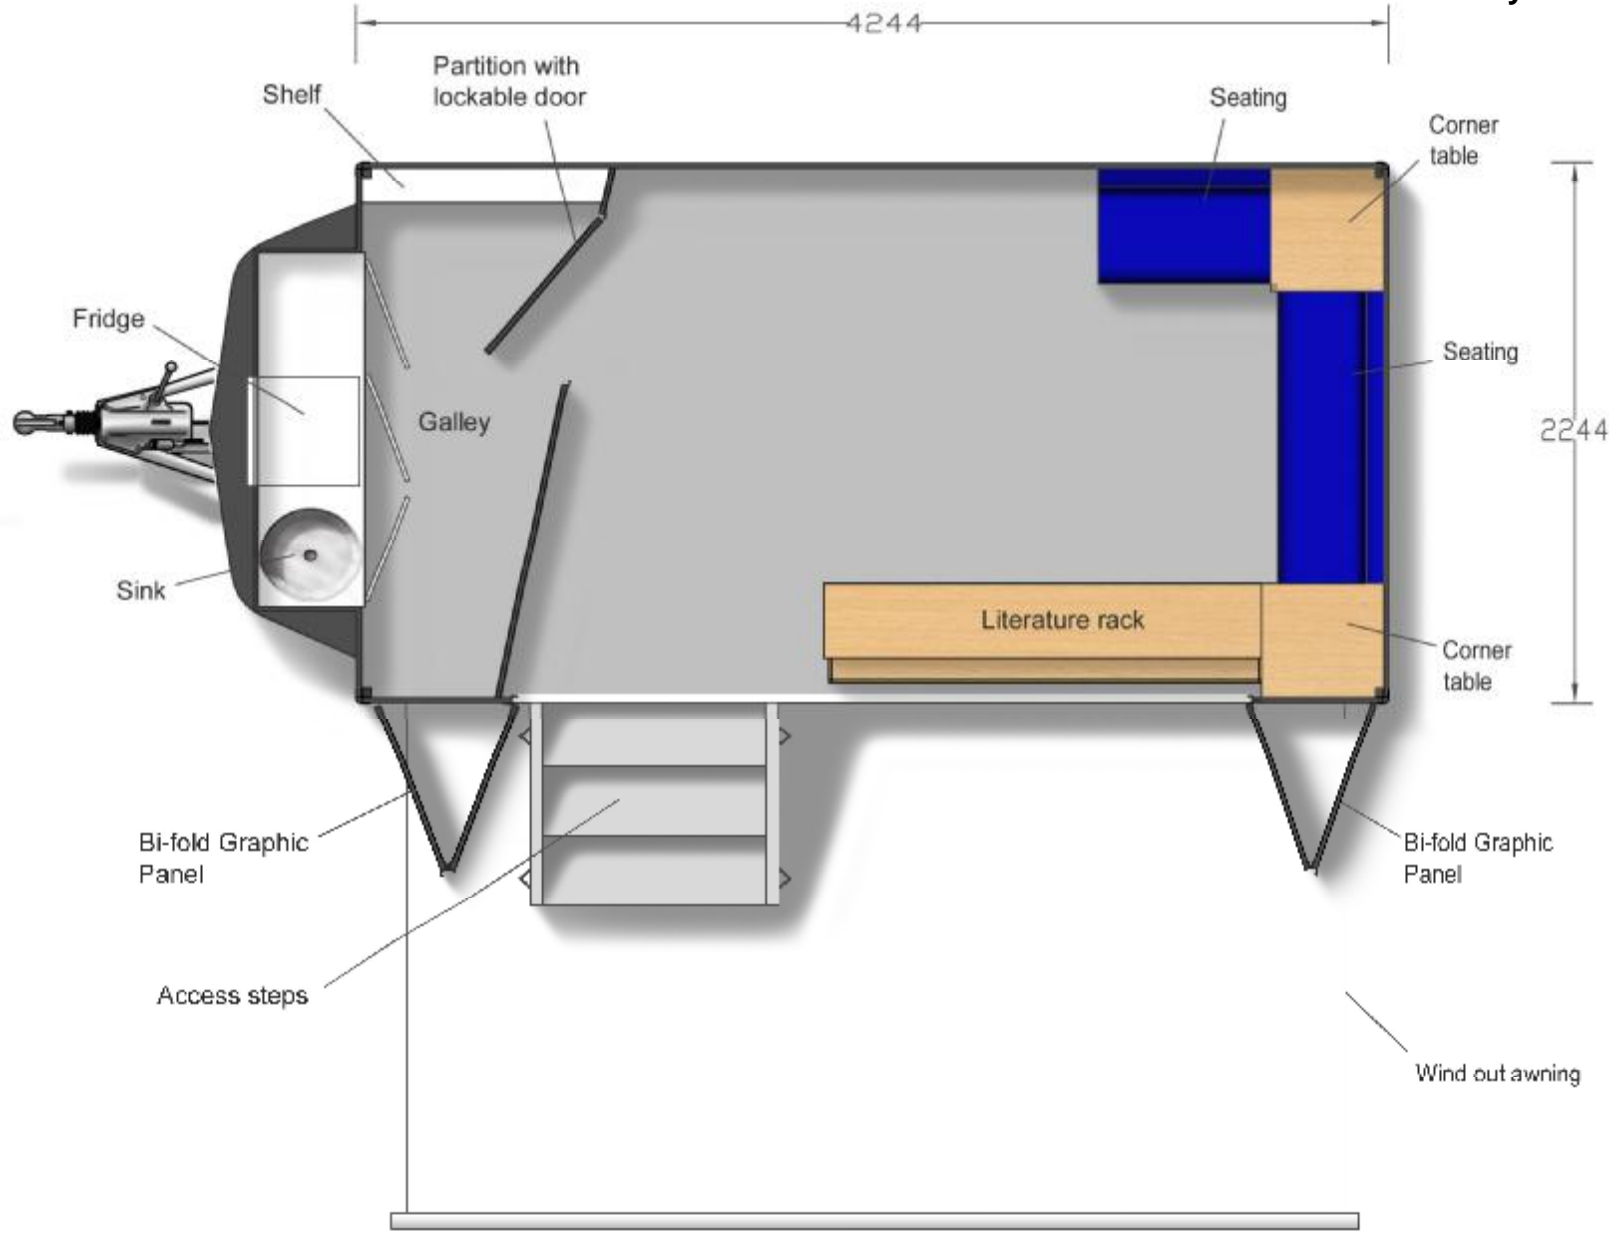 4244
Partition with
lockable door
Shelf
Seating
Corner
table
Fridge
Seating
Galley
2244
Sink
Literature rack
Corner
table
Bi-fold Graphic
Panel
Bi-fold Graphic
Panel
Access steps
Wind out awning